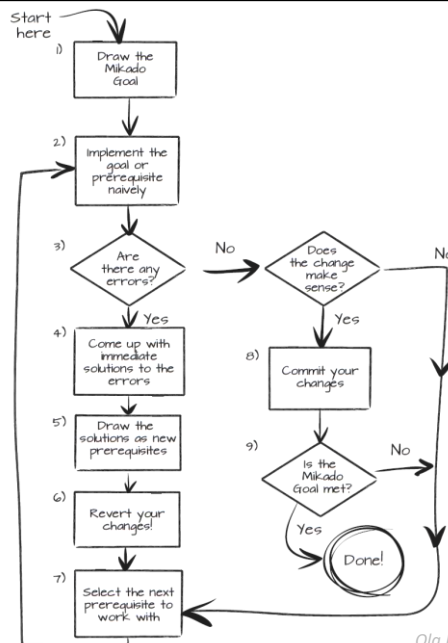 Start
here
1)
Draw the
Mikado
Goal
2)
Implement the
goal or
prerequisite
naively
3)
Are
there any
errors?
No
Does
the change
make
sense?
No
Yes
Yes
4)
Come up with
immediate
solutions to the
errors
8)
Commit your
changes
5)
Draw the
solutions as new
prerequisites
9)
Is the
Mikado
Goal met?
No
6)
Revert your
changes!
Yes
Done!
7)
Select the next
prerequisite to
work with
Ola